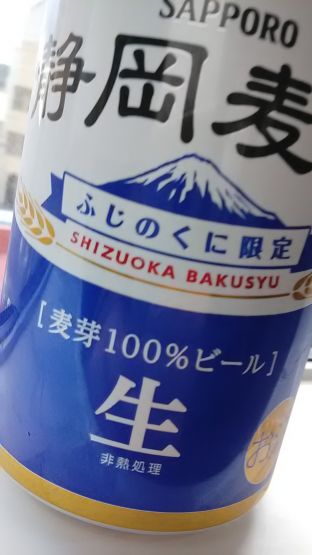 SAPPORO
静岡麦
ふじのくに限定
SHIZUOKA BAKUSYU
[麦芽100%ビール]
生
非熱処理
お